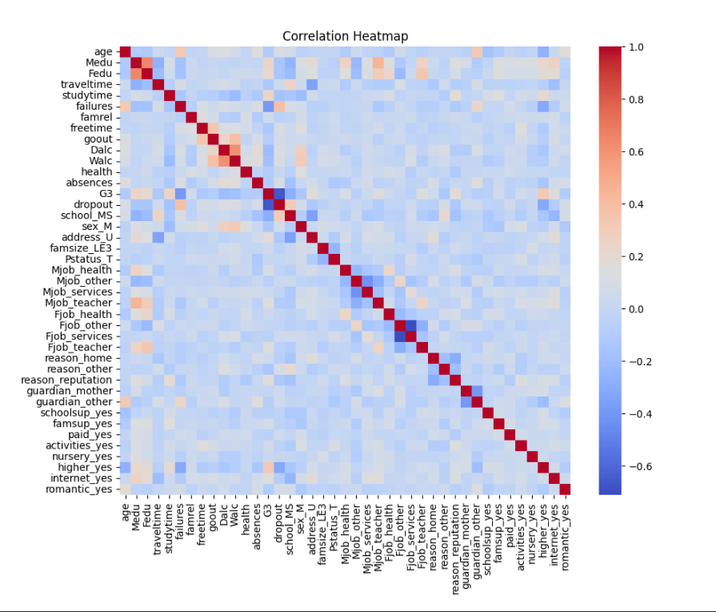 Correlation Heatmap
age
Medu
Fedu
traveltime
studytime
failures
famrel
freetime
goout
Dalc
Walc
health
absences
G3
dropout
school_MS
sex_M
address_U
famsize_LE3
Pstatus_T
Mjob_health
Mjob_other
Mjob_services
Mjob_teacher
Fjob_health
Fjob_other
Fjob_services
Fjob_teacher
reason_home
reason_other
reason_reputation
guardian_mother
guardian_other
schoolsup_yes
famsup_yes
paid_yes
activities_yes
nursery_yes
higher_yes
internet_yes
romantic_yes
age
Medu
Fedu
traveltime
studytime
failures
famrel
freetime
goout
Dalc
Walc
health
absences
G3
dropout
school_MS
sex_M
address_U
famsize_LE3
Pstatus_T
Mjob_health
Mjob_other
Mjob_services
Mjob_teacher
Fjob_health
Fjob_other
Fjob_services
Fjob_teacher
reason_home
reason_other
reason_reputation
guardian_mother
guardian_other
schoolsup_yes
famsup_yes
paid_yes
activities_yes
nursery_yes
higher_yes
internet_yes
romantic_yes
1.0
0.8
0.6
0.4
0.2
0.0
−0.2
−0.4
−0.6